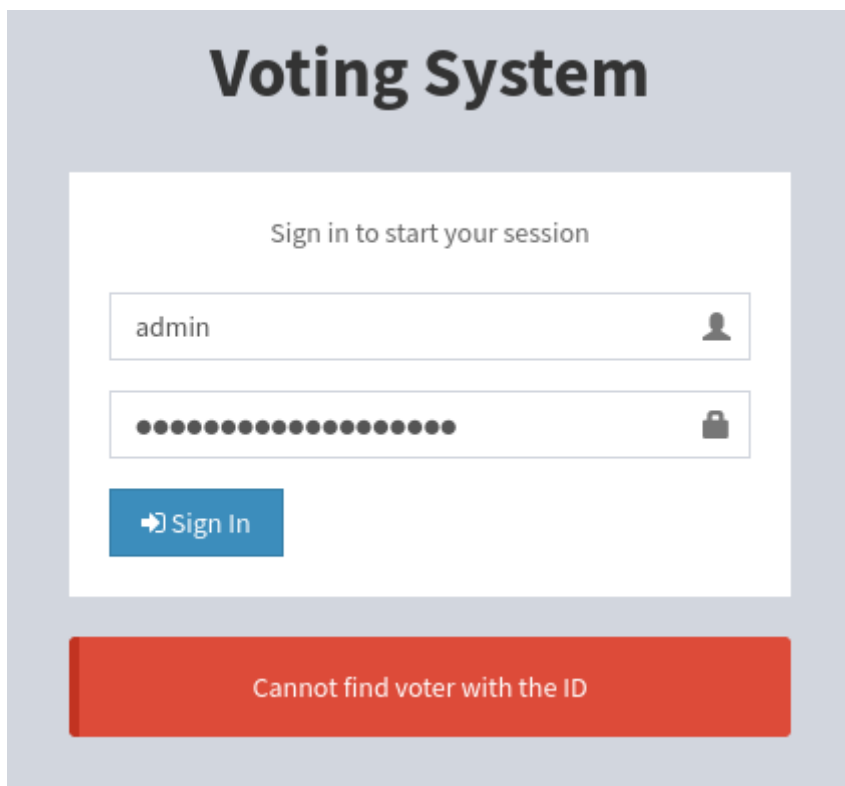 Voting System
Sign in to start your session
admin
●●●●●●●●●●●●●●●●●●●
Sign In
Cannot find voter with the ID